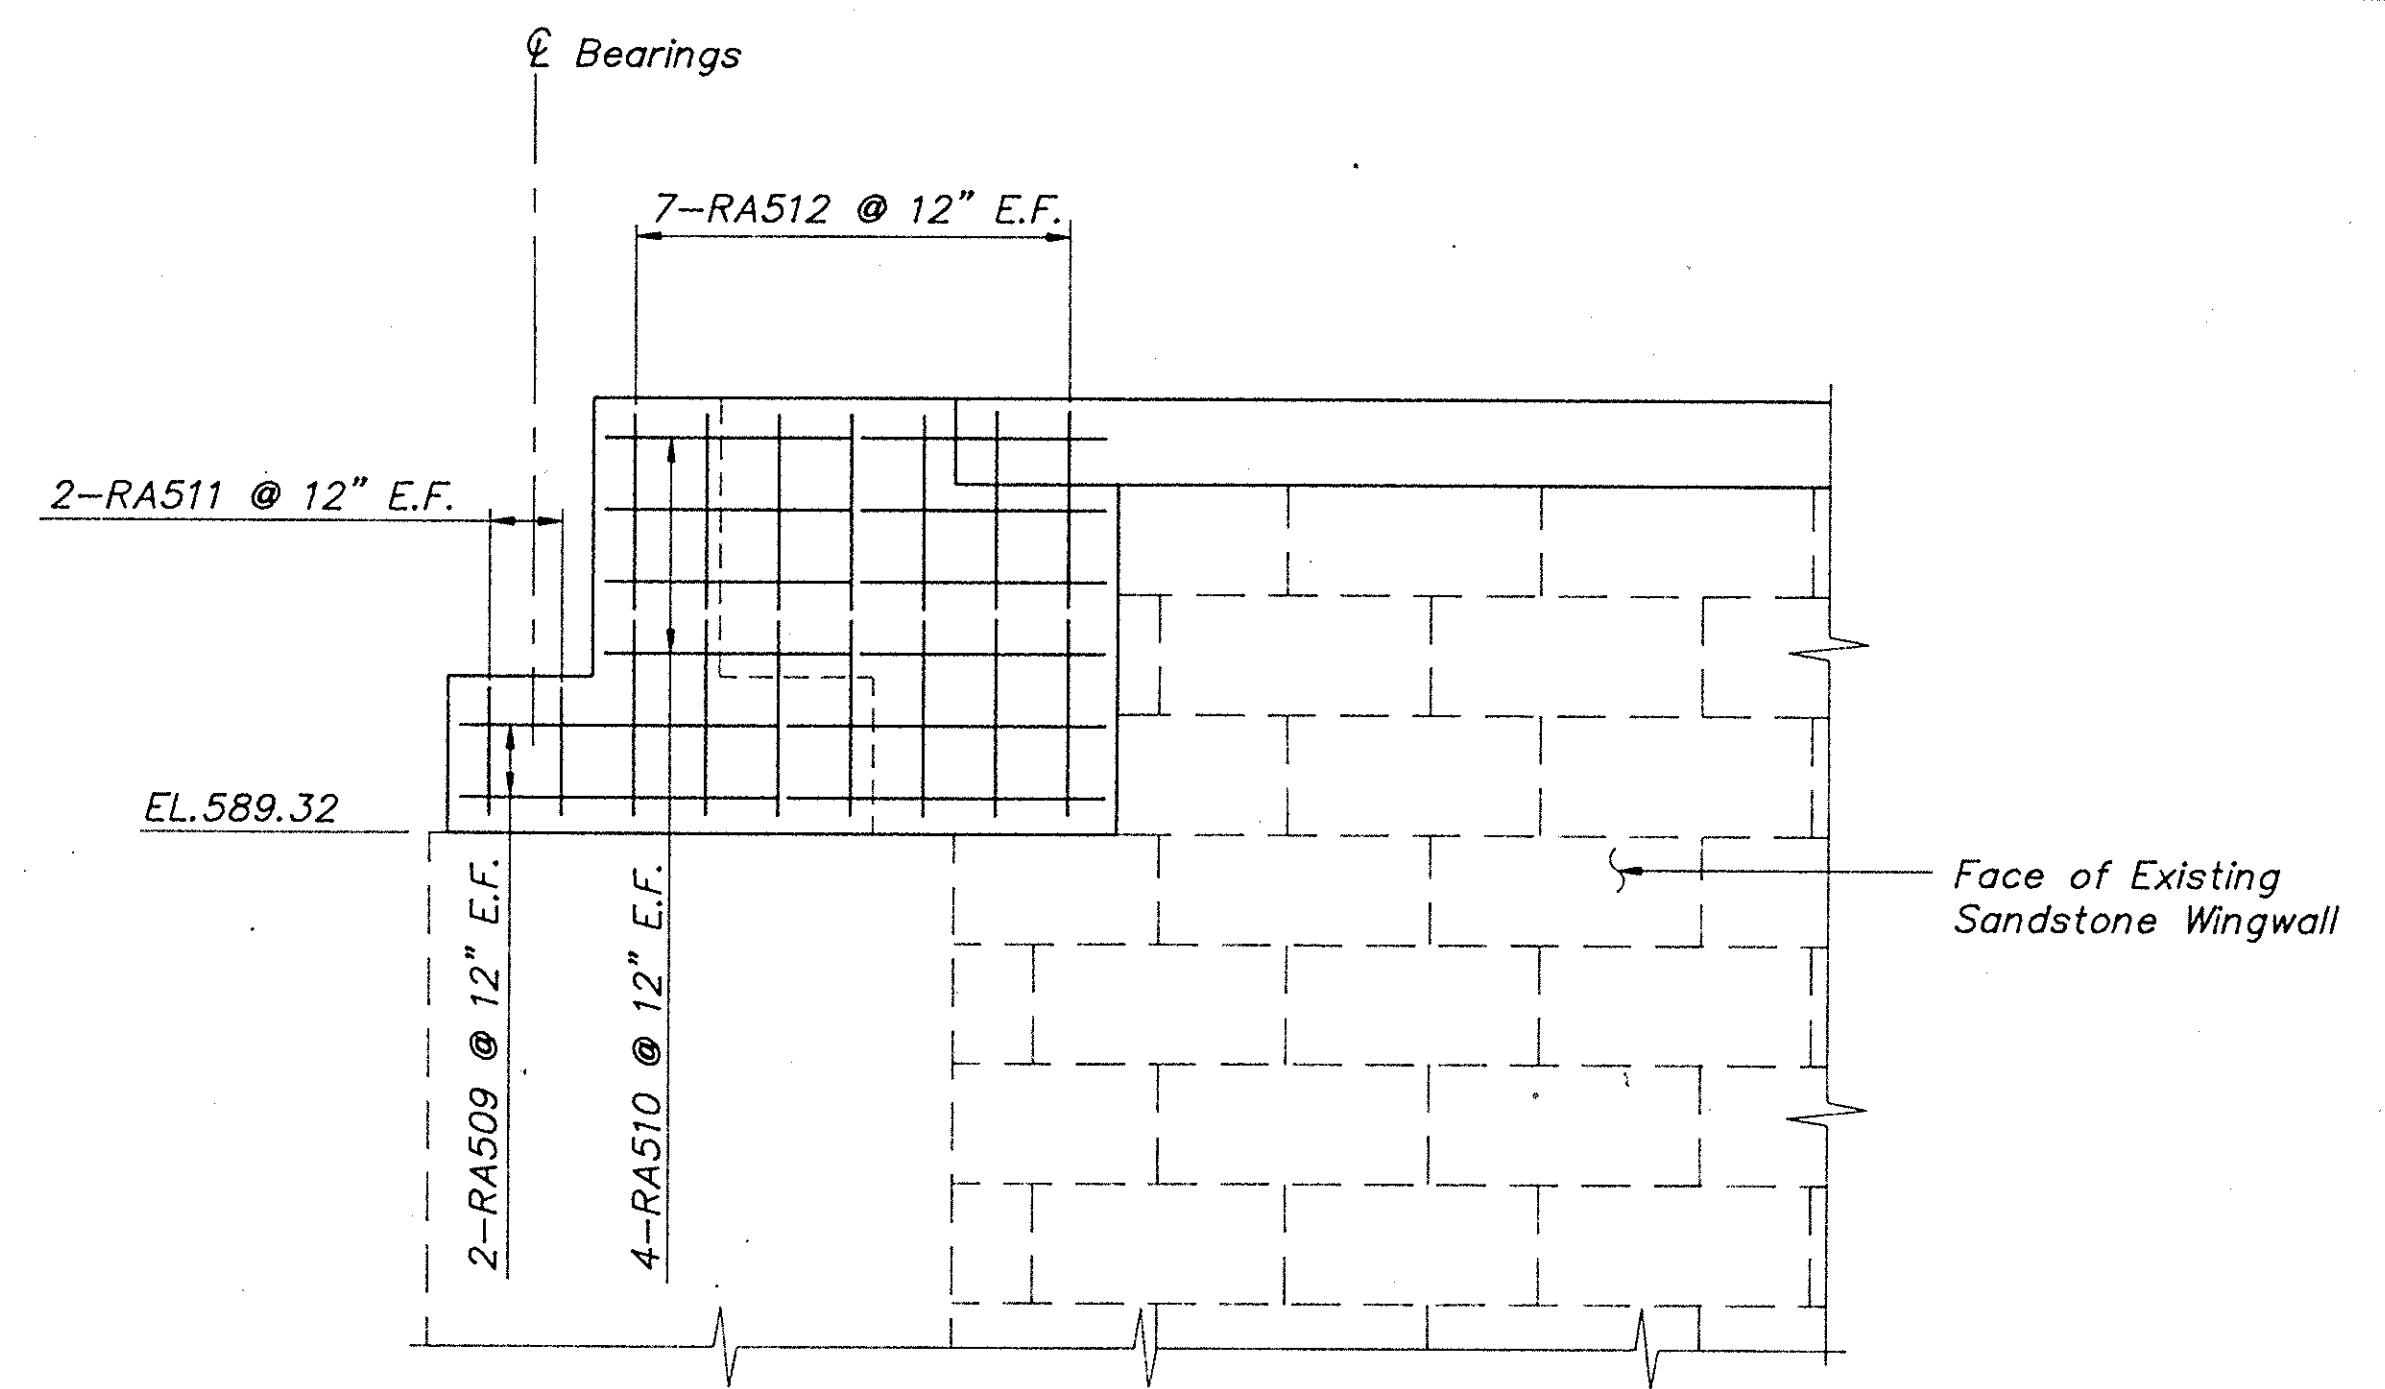 ℄ Bearings
7-RA512 @ 12" E.F.
2-RA511 @ 12" E.F.
EL.589.32
2-RA509 @ 12" E.F.
4-RA510 @ 12" E.F.
Face of Existing
Sandstone Wingwall